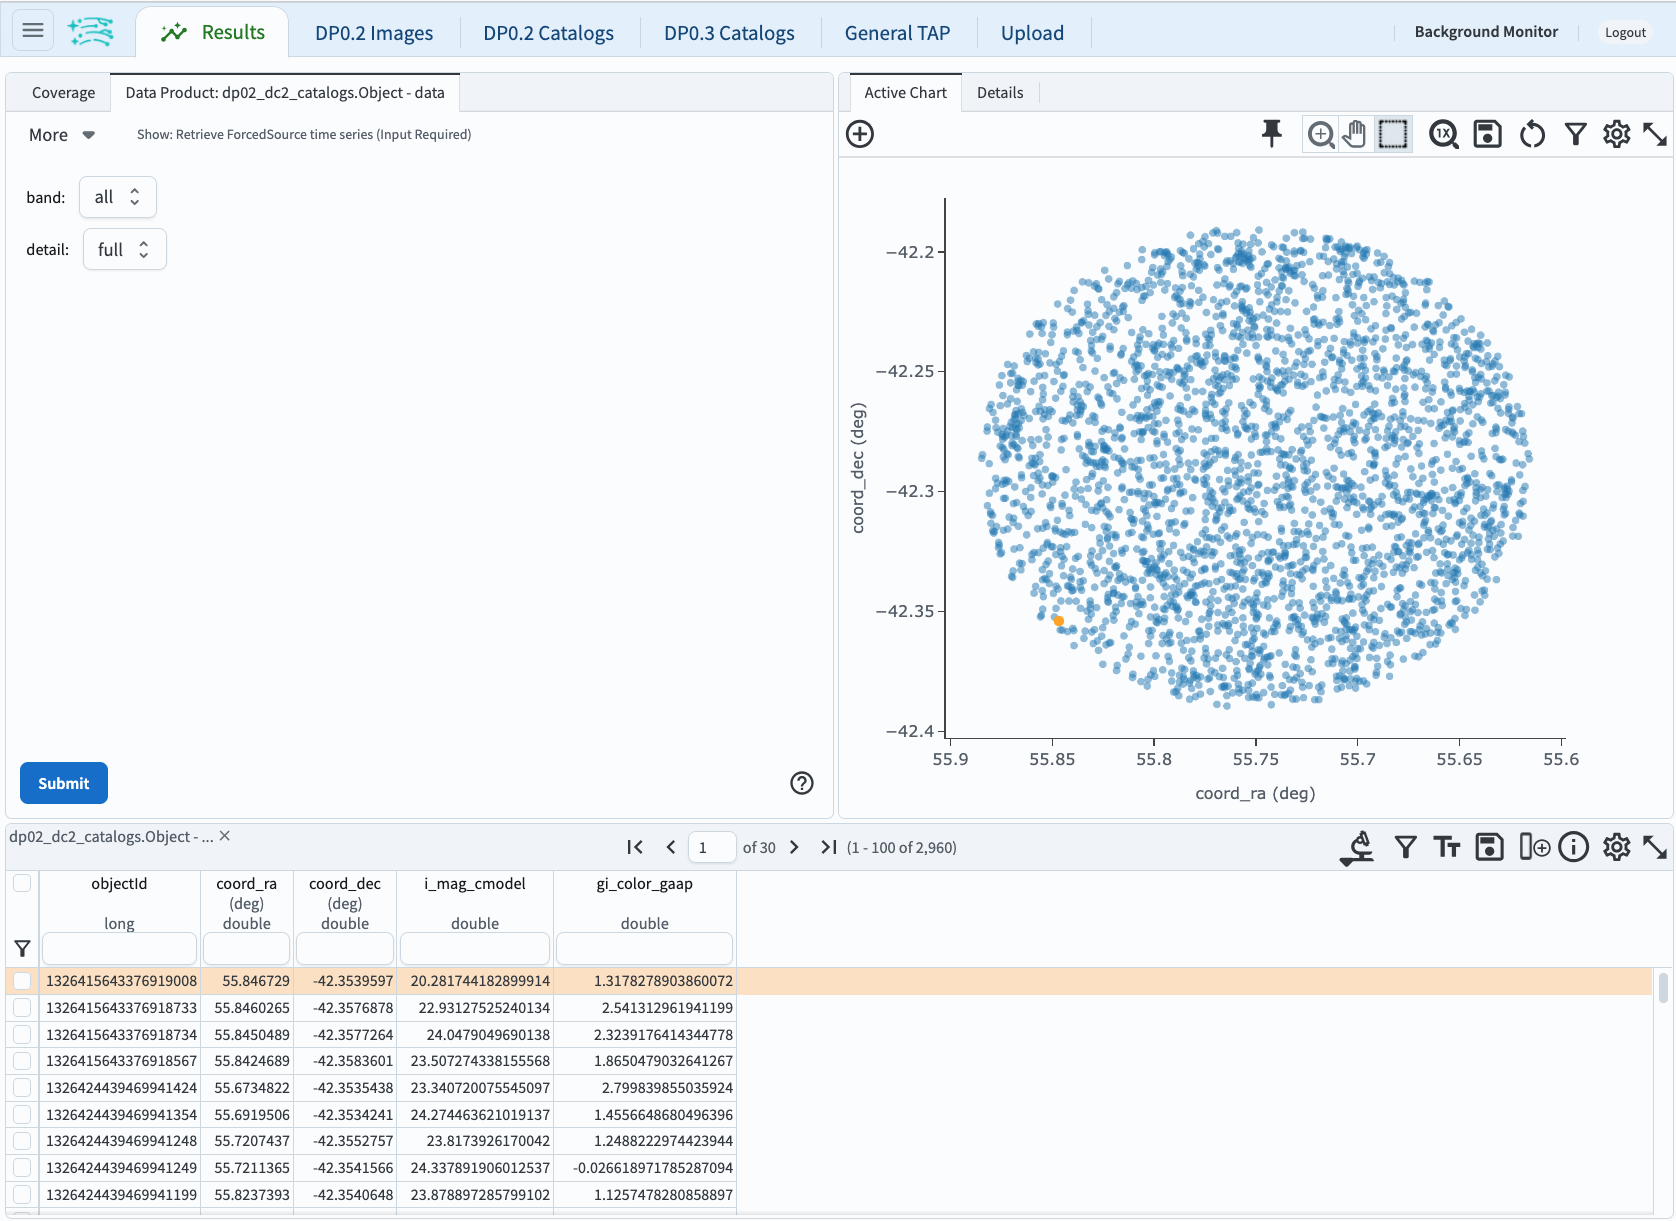 Results
DP0.2 Images
DP0.2 Catalogs
DP0.3 Catalogs
General TAP
Upload
Background Monitor
Logout
Coverage
Data Product: dp02_dc2_catalogs.Object - data
More
Show: Retrieve ForcedSource time series (Input Required)
band: all
detail: full
Submit
Active Chart
Details
1X
−42.2
−42.25
−42.3
−42.35
−42.4
coord_dec (deg)
55.9 55.85 55.8 55.75 55.7 55.65 55.6
coord_ra (deg)
dp02_dc2_catalogs.Object - ... ×
1 of 30 (1 - 100 of 2,960)
objectId coord_ra coord_dec i_mag_cmodel gi_color_gaap
(deg) (deg)
long double double double double
1326415643376919008 55.846729 -42.3539597 20.281744182899914 1.3178278903860072
1326415643376918733 55.8460265 -42.3576878 22.93127525240134 2.541312961941199
1326415643376918734 55.8450489 -42.3577264 24.0479049690138 2.3239176414344778
1326415643376918567 55.8424689 -42.3583601 23.507274338155568 1.8650479032641267
1326424439469941424 55.6734822 -42.3535438 23.340720075545097 2.799839855035924
1326424439469941354 55.6919506 -42.3534241 24.274463621019137 1.4556648680496396
1326424439469941248 55.7207437 -42.3552757 23.8173926170042 1.2488222974423944
1326424439469941249 55.7211365 -42.3541566 24.337891906012537 -0.026618971785287094
1326424439469941199 55.8237393 -42.3540648 23.878897285799102 1.1257478280858897